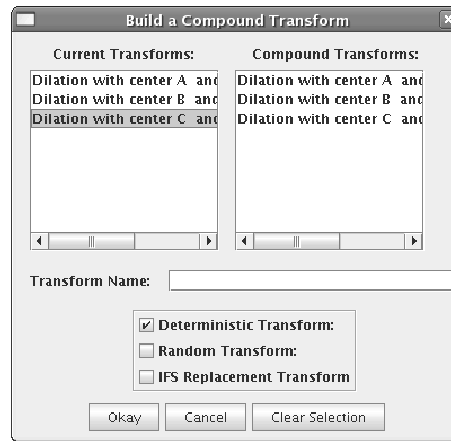 Build a Compound Transform
Current Transforms:
Compound Transforms:
Dilation with center A and
Dilation with center B and
Dilation with center C and
Dilation with center A and
Dilation with center B and
Dilation with center C and
Transform Name:
Deterministic Transform:
Random Transform:
IFS Replacement Transform
Okay Cancel Clear Selection